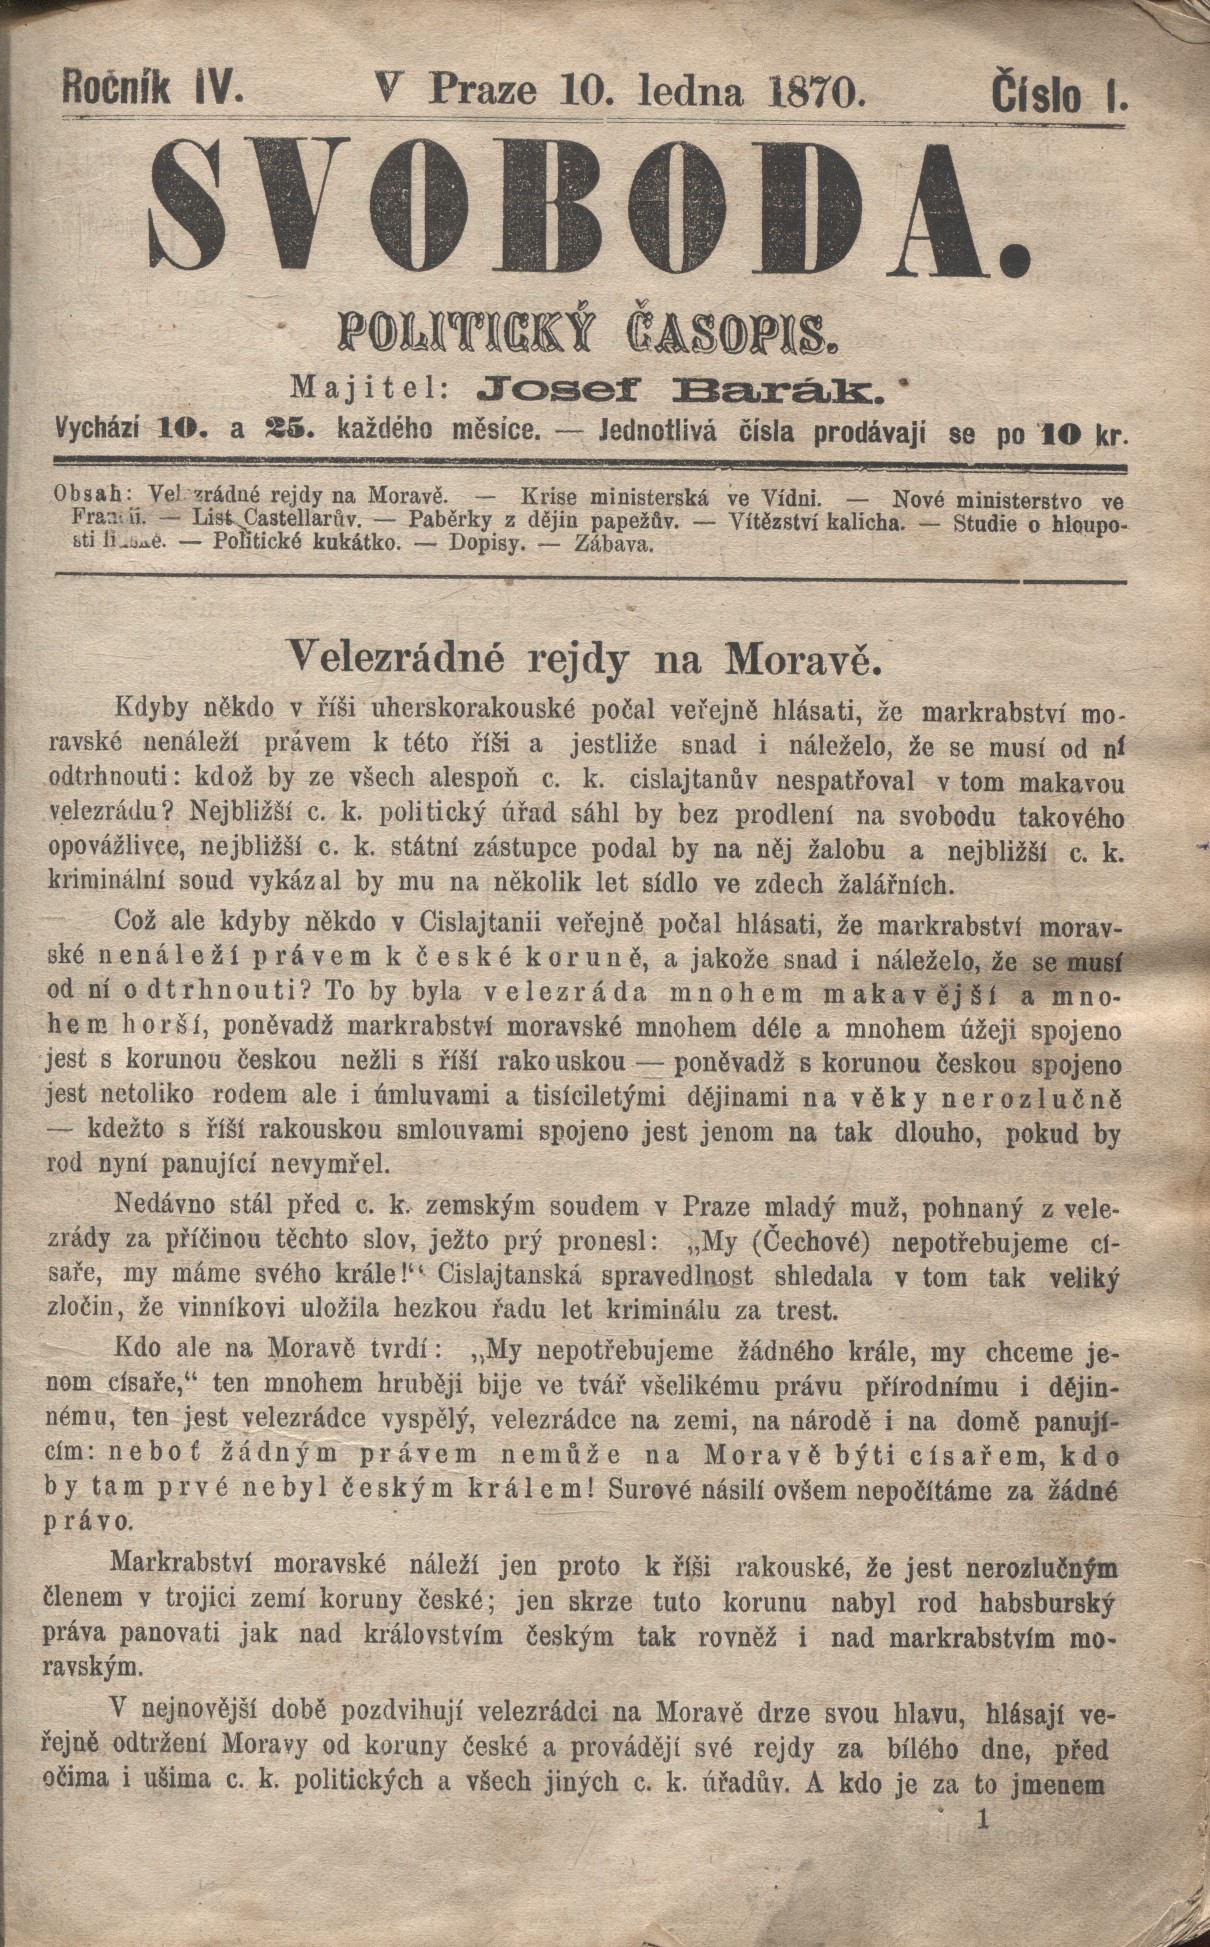 Ročník IV. V Praze 10. ledna 1870. Číslo 1.
SVOBODA.
POLITICKÝ ČASOPIS.
Majitel: Josef Barák.
Vychází 10. a 25. každého měsíce. — Jednotlivá čísla prodávají se po 10 kr.
Obsah: Velezrádné rejdy na Moravě. — Krise ministerská ve Vídni. — Nové ministerstvo ve
Francii. — List Castellarův. — Paběrky z dějin papežův. — Vítězství kalicha. — Studie o hloupo-
sti lidské. — Politické kukátko. — Dopisy. — Zábava.
Velezrádné rejdy na Moravě.
Kdyby někdo v říši uherskorakouské počal veřejně hlásati, že markrabství mo-
ravské nenáleží právem k této říši a jestliže snad i náleželo, že se musí od ní
odtrhnouti: kdož by ze všech alespoň c. k. cislajtanův nespatřoval v tom makavou
velezrádu? Nejbližší c. k. politický úřad sáhl by bez prodlení na svobodu takového
opovážlivce, nejbližší c. k. státní zástupce podal by na něj žalobu a nejbližší c. k.
kriminální soud vykázal by mu na několik let sídlo ve zdech žalářních.
Což ale kdyby někdo v Cislajtanii veřejně počal hlásati, že markrabství morav-
ské nenáleží právem k české koruně, a jakože snad i náleželo, že se musí
od ní odtrhnouti? To by byla velezráda mnohem makavější a mno-
hem horší, poněvadž markrabství moravské mnohem déle a mnohem úžeji spojeno
jest s korunou českou nežli s říší rakouskou — poněvadž s korunou českou spojeno
jest netoliko rodem ale i úmluvami a tisíciletými dějinami na věky nerozlučně
— kdežto s říší rakouskou smlouvami spojeno jest jenom na tak dlouho, pokud by
rod nyní panující nevymřel.
Nedávno stál před c. k. zemským soudem v Praze mladý muž, pohnaný z vele-
zrády za příčinou těchto slov, ježto prý pronesl: „My (Čechové) nepotřebujeme cí-
saře, my máme svého krále!“ Cislajtanská spravedlnost shledala v tom tak veliký
zločin, že vinníkovi uložila hezkou řadu let kriminálu za trest.
Kdo ale na Moravě tvrdí: „My nepotřebujeme žádného krále, my chceme je-
nom císaře,“ ten mnohem hruběji bije ve tvář všelikému právu přírodnímu i dějin-
nému, ten jest velezrádce vyspělý, velezrádce na zemi, na národě i na domě panují-
cím: neboť žádným právem nemůže na Moravě býti císařem, kdo
by tam prvé nebyl českým králem! Surové násilí ovšem nepočítáme za žádné
právo.
Markrabství moravské náleží jen proto k říši rakouské, že jest nerozlučným
členem v trojici zemí koruny české; jen skrze tuto korunu nabyl rod habsburský
práva panovati jak nad královstvím českým tak rovněž i nad markrabstvím mo-
ravským.
V nejnovější době pozdvihují velezrádci na Moravě drze svou hlavu, hlásají ve-
řejně odtržení Moravy od koruny české a provádějí své rejdy za bílého dne, před
očima i ušima c. k. politických a všech jiných c. k. úřadův. A kdo je za to jmenem
1